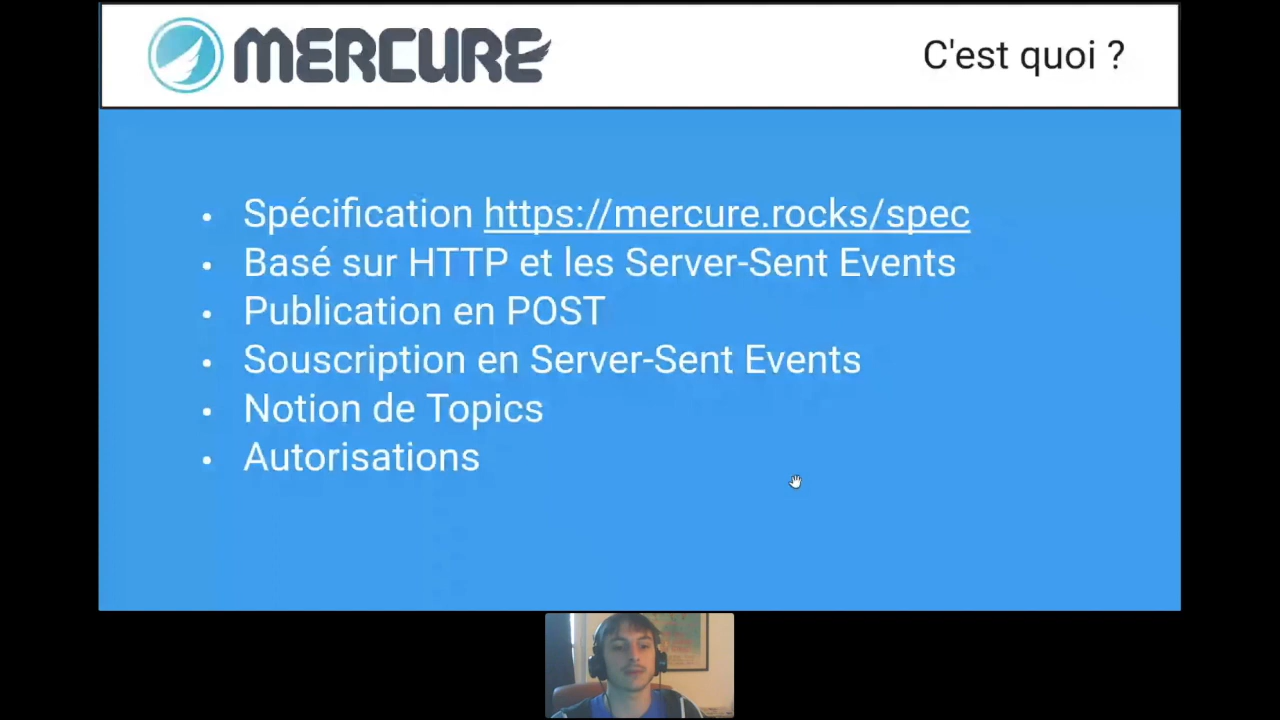 MERCURE
C'est quoi ?
• Spécification https://mercure.rocks/spec
• Basé sur HTTP et les Server-Sent Events
• Publication en POST
• Souscription en Server-Sent Events
• Notion de Topics
• Autorisations